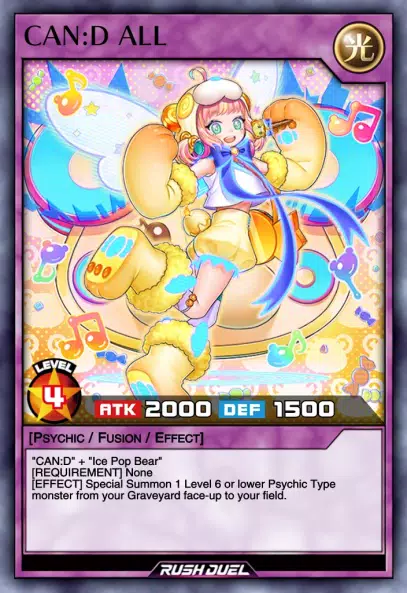 CAN:D ALL
光
LEVEL
4
ATK 2000 DEF 1500
[PSYCHIC / FUSION / EFFECT]
"CAN:D" + "Ice Pop Bear"
[REQUIREMENT] None
[EFFECT] Special Summon 1 Level 6 or lower Psychic Type
monster from your Graveyard face-up to your field.
RUSH DUEL